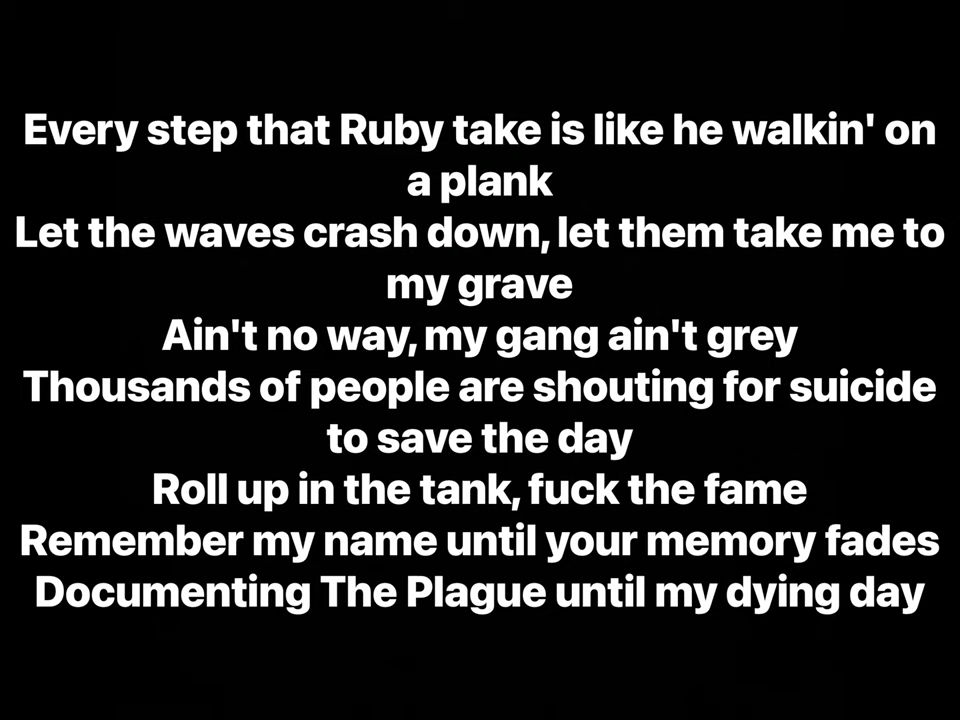 Every step that Ruby take is like he walkin' on
a plank
Let the waves crash down, let them take me to
my grave
Ain't no way, my gang ain't grey
Thousands of people are shouting for suicide
to save the day
Roll up in the tank, fuck the fame
Remember my name until your memory fades
Documenting The Plague until my dying day